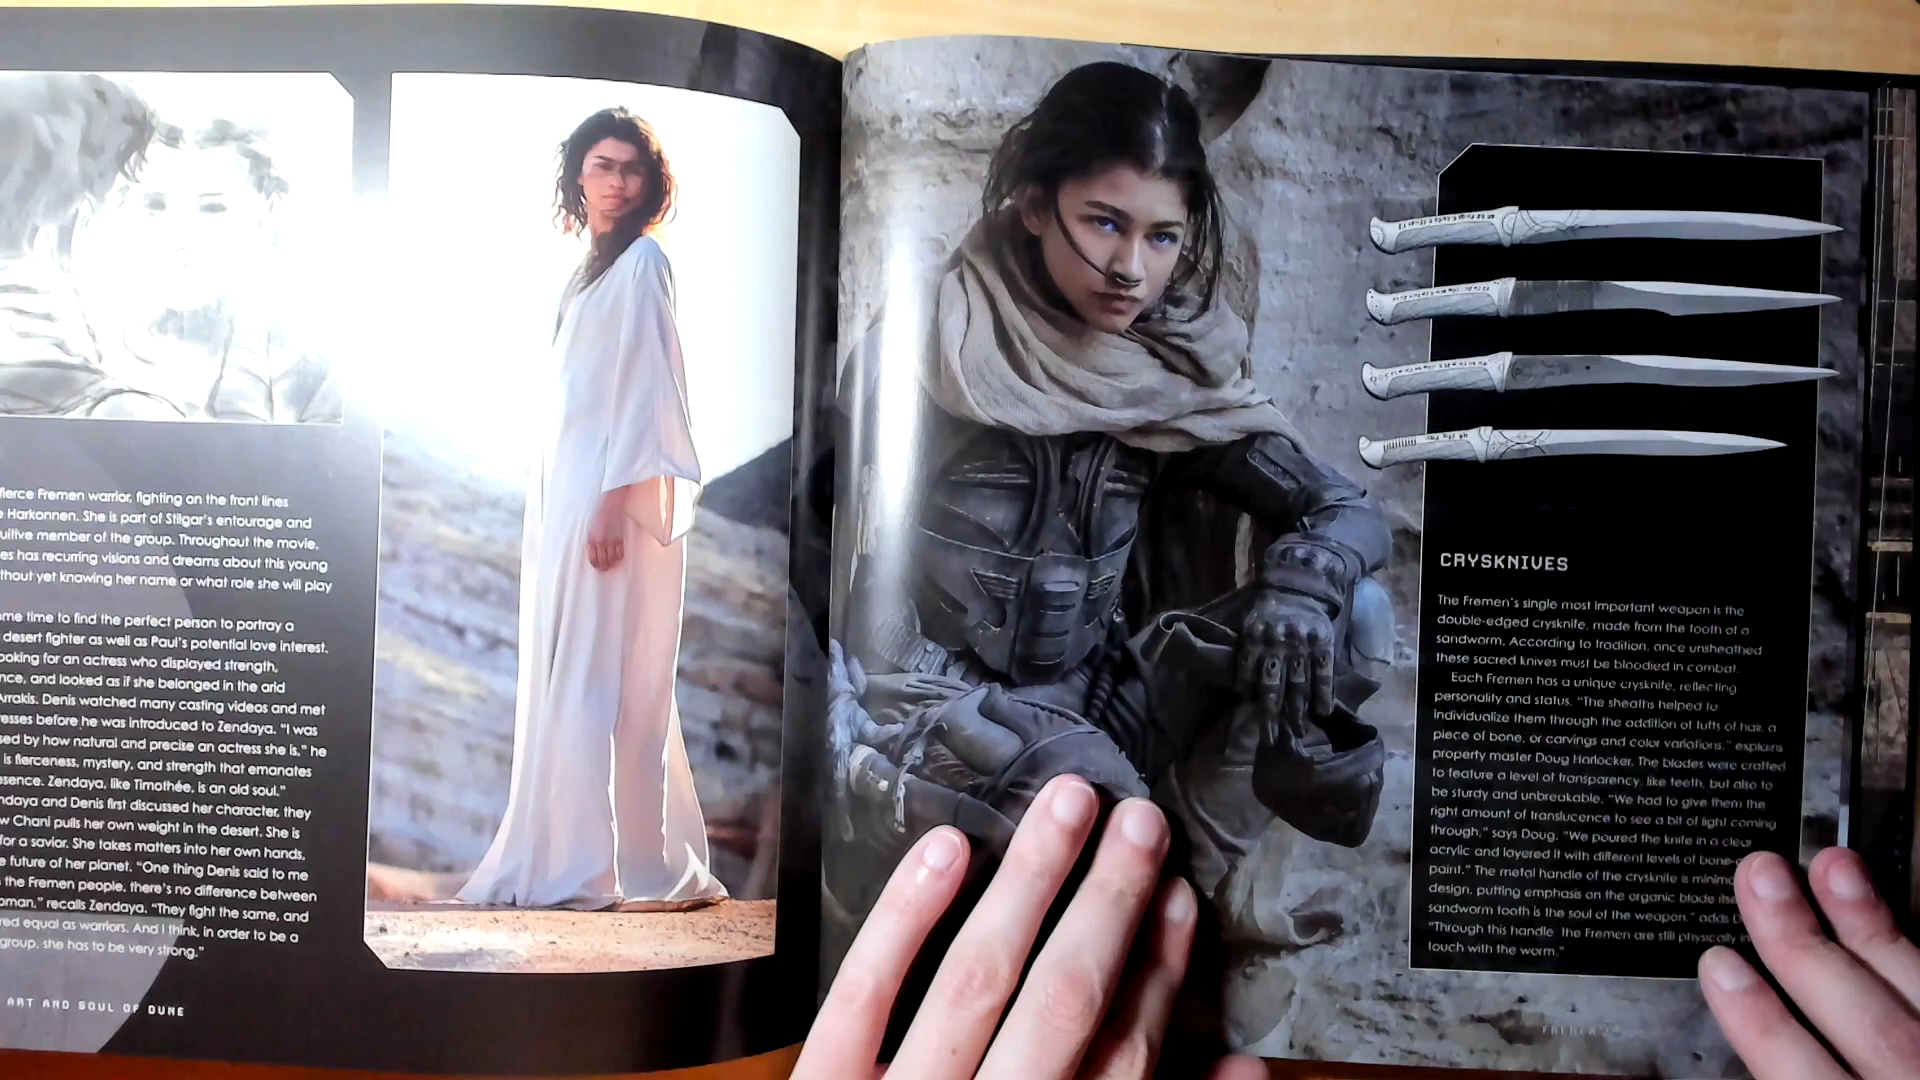 fierce Fremen warrior, fighting on the front lines
Harkonnen. She is part of Stilgar's entourage and
uitive member of the group. Throughout the movie,
es has recurring visions and dreams about this young
thout yet knowing her name or what role she will play
ome time to find the perfect person to portray a
desert fighter as well as Paul's potential love interest.
ooking for an actress who displayed strength,
nce, and looked as if she belonged in the arid
Arrakis. Denis watched many casting videos and met
resses before he was introduced to Zendaya. "I was
sed by how natural and precise an actress she is," he
is fierceness, mystery, and strength that emanates
esence. Zendaya, like Timothée, is an old soul."
ndaya and Denis first discussed her character, they
w Chani pulls her own weight in the desert. She is
for a savior. She takes matters into her own hands,
e future of her planet. "One thing Denis said to me
the Fremen people, there's no difference between
oman," recalls Zendaya. "They fight the same, and
red equal as warriors. And I think, in order to be a
group, she has to be very strong."
ART AND SOUL OF DUNE
CRYSKNIVES
The Fremen's single most important weapon is the
double-edged crysknife, made from the tooth of a
sandworm. According to tradition, once unsheathed
these sacred knives must be bloodied in combat.
Each Fremen has a unique crysknife, reflecting
personality and status. "The sheaths helped to
individualize them through the addition of tufts of hair, a
piece of bone, or carvings and color variations," explains
property master Doug Harlocker. The blades were crafted
to feature a level of transparency, like teeth, but also to
be sturdy and unbreakable. "We had to give them the
right amount of translucence to see a bit of light coming
through," says Doug. "We poured the knife in a clear
acrylic and layered it with different levels of bone-
paint." The metal handle of the crysknife is minim
design, putting emphasis on the organic blade itse
sandworm tooth is the soul of the weapon," adds D
"Through this handle the Fremen are still physically in
touch with the worm."